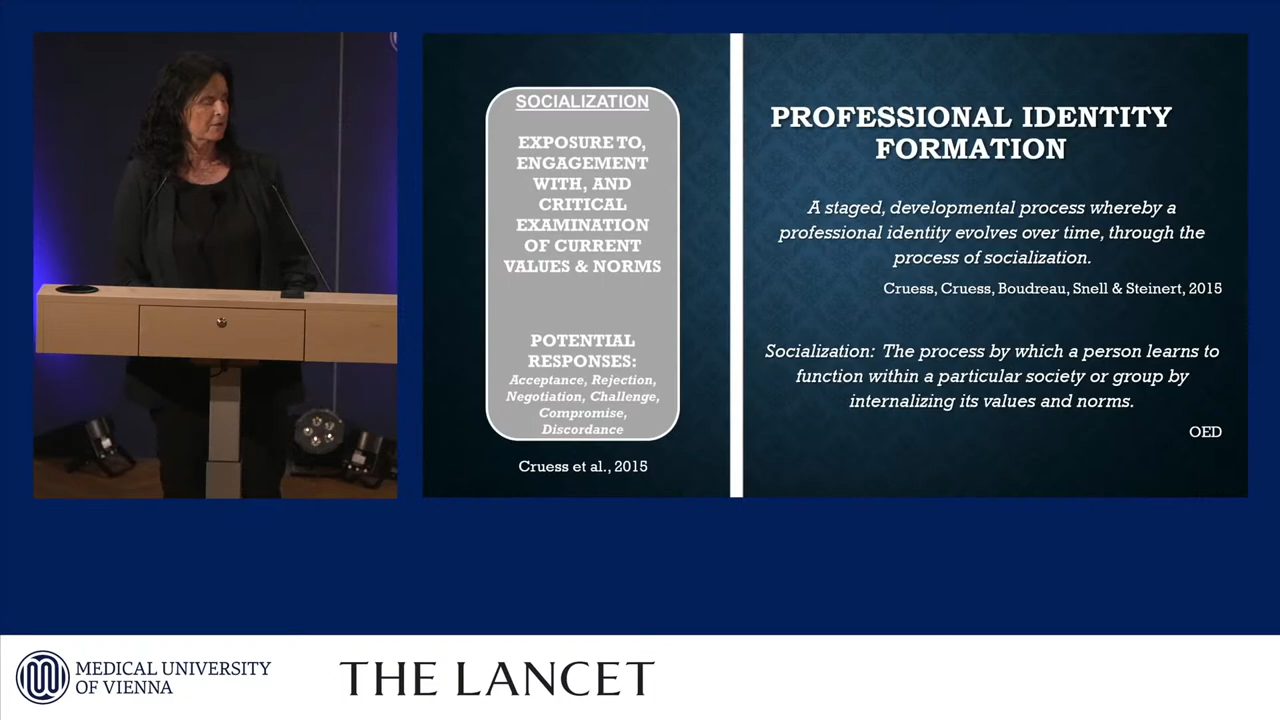 SOCIALIZATION
EXPOSURE TO,
ENGAGEMENT
WITH, AND
CRITICAL
EXAMINATION
OF CURRENT
VALUES & NORMS
POTENTIAL
RESPONSES:
Acceptance, Rejection,
Negotiation, Challenge,
Compromise,
Discordance
Cruess et al., 2015
PROFESSIONAL IDENTITY
FORMATION
A staged, developmental process whereby a
professional identity evolves over time, through the
process of socialization.
Cruess, Cruess, Boudreau, Snell & Steinert, 2015
Socialization: The process by which a person learns to
function within a particular society or group by
internalizing its values and norms.
OED
MEDICAL UNIVERSITY
OF VIENNA
THE LANCET